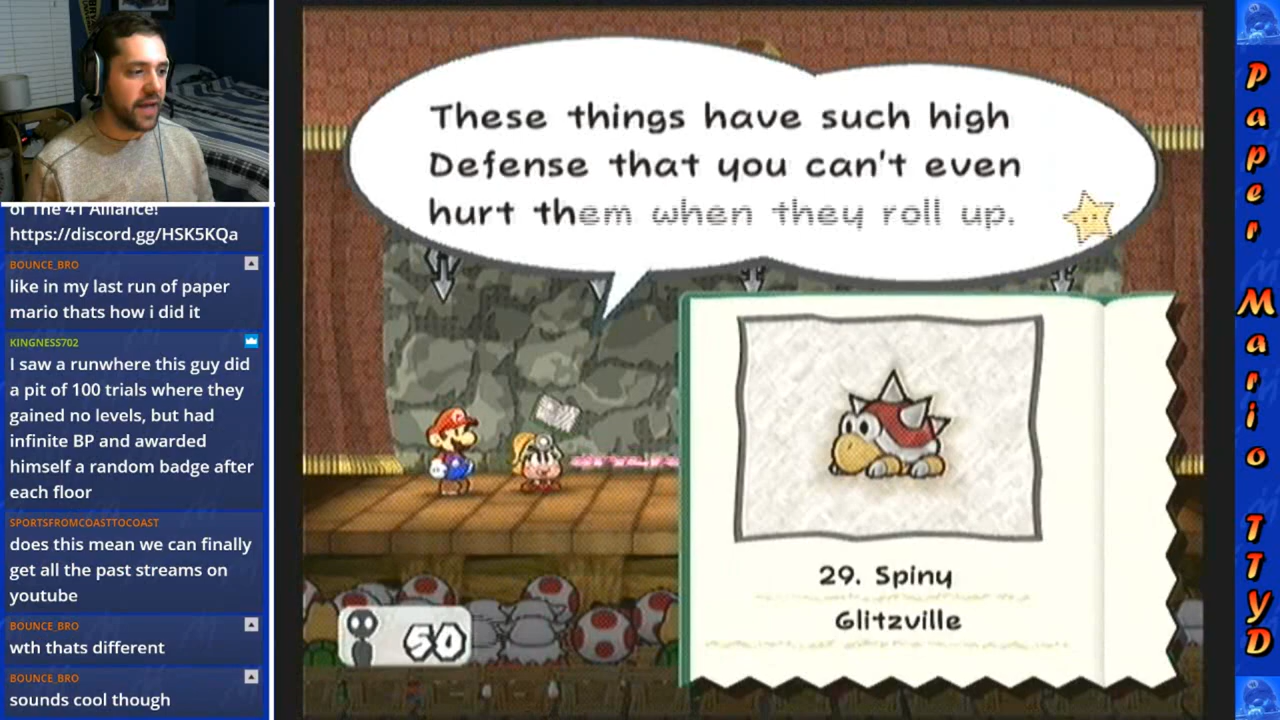 of The 41 Alliance!
https://discord.gg/HSK5KQa
BOUNCE_BRO
like in my last run of paper
mario thats how i did it
KINGNESS702
I saw a runwhere this guy did
a pit of 100 trials where they
gained no levels, but had
infinite BP and awarded
himself a random badge after
each floor
SPORTSFROMCOASTTOCOAST
does this mean we can finally
get all the past streams on
youtube
BOUNCE_BRO
wth thats different
BOUNCE_BRO
sounds cool though
These things have such high
Defense that you can't even
hurt them when they roll up.
29. Spiny
Glitzville
50
Paper Mario TTYD